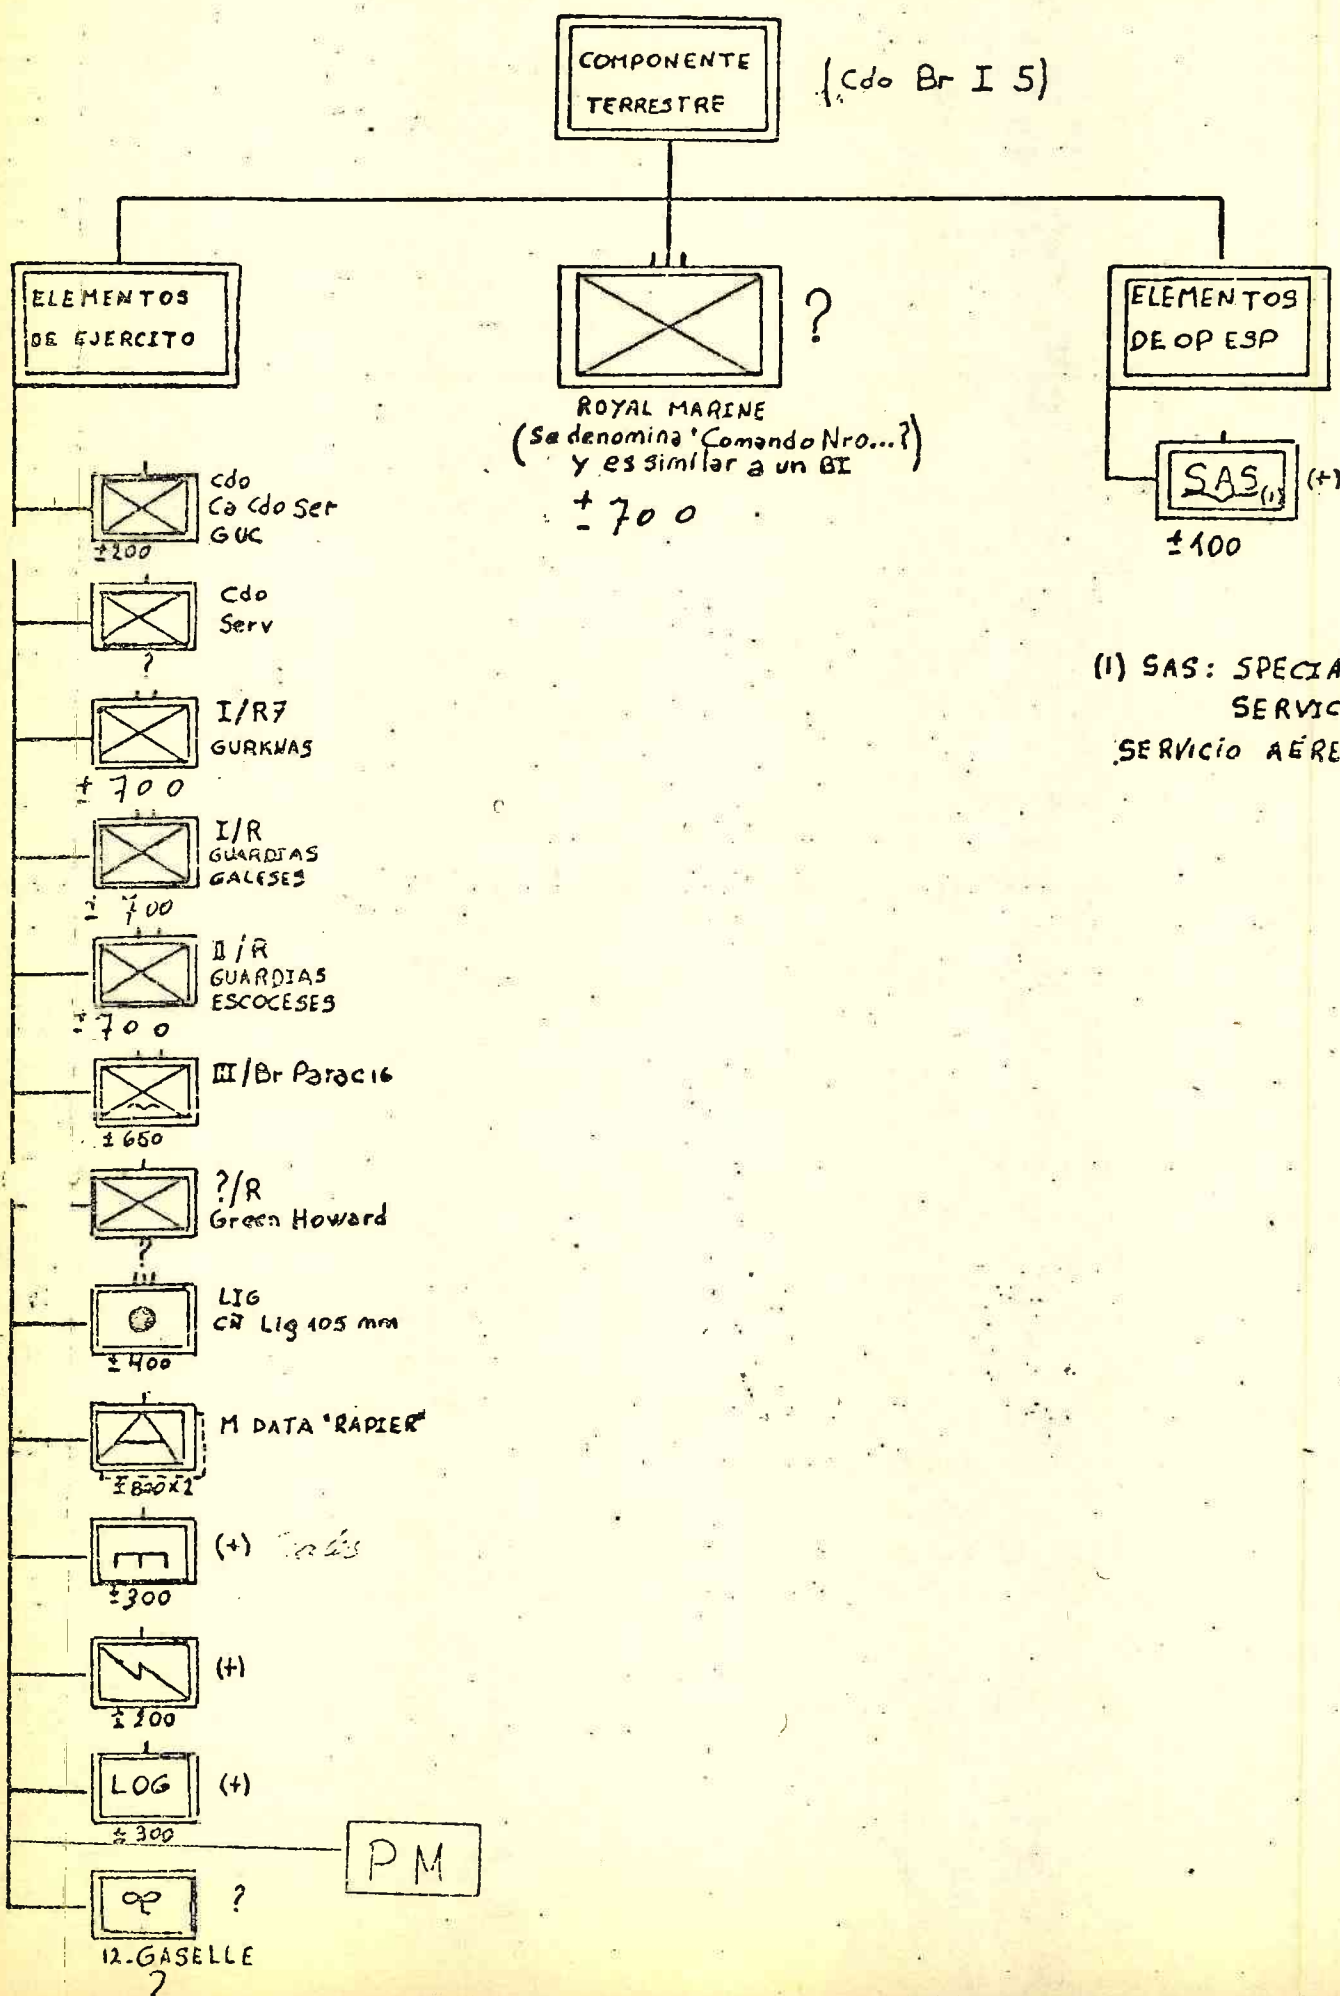 COMPONENTE
TERRESTRE
(Cdo Br I 5)
ELEMENTOS
DE EJERCITO
?
ROYAL MARINE
(Se denomina "Comando Nro...?)
y es similar a un BI
± 700
ELEMENTOS
DE OP ESP
SAS (1)
(+)
±100
(1) SAS: SPECIA
SERVIC
SERVICIO AÉRE
Cdo
Ca Cdo Ser
GUC
±200
Cdo
Serv
?
I/R7
GURKNAS
± 700
I/R
GUARDIAS
GALESES
± 700
II/R
GUARDIAS
ESCOCESES
± 700
III/Br Parac 16
± 650
?/R
Green Howard
?
LIG
CÑ Lig 105 mm
±400
M DATA "RAPIER"
±800x2
(+)
±300
(+)
±200
LOG
(+)
± 300
PM
?
12-GASELLE
?